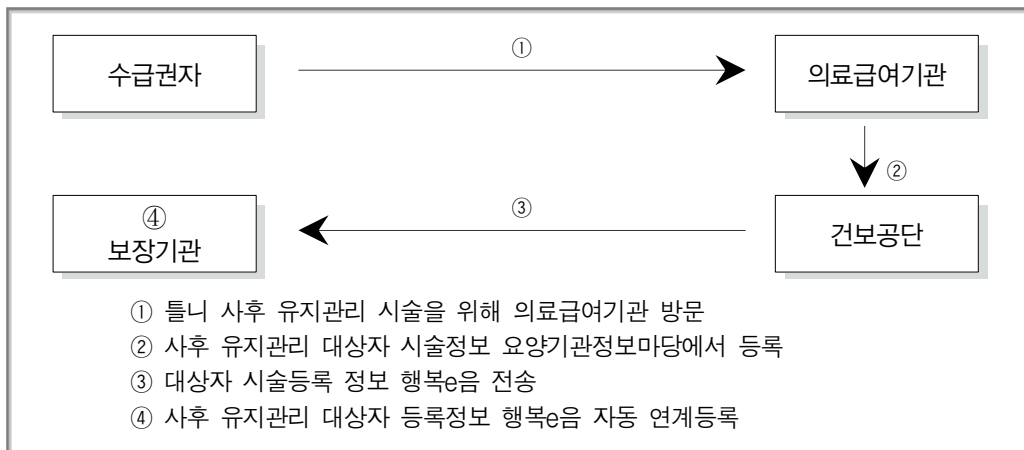 수급권자
①
의료급여기관
②
④
보장기관
③
건보공단
① 틀니 사후 유지관리 시술을 위해 의료급여기관 방문
② 사후 유지관리 대상자 시술정보 요양기관정보마당에서 등록
③ 대상자 시술등록 정보 행복e음 전송
④ 사후 유지관리 대상자 등록정보 행복e음 자동 연계등록